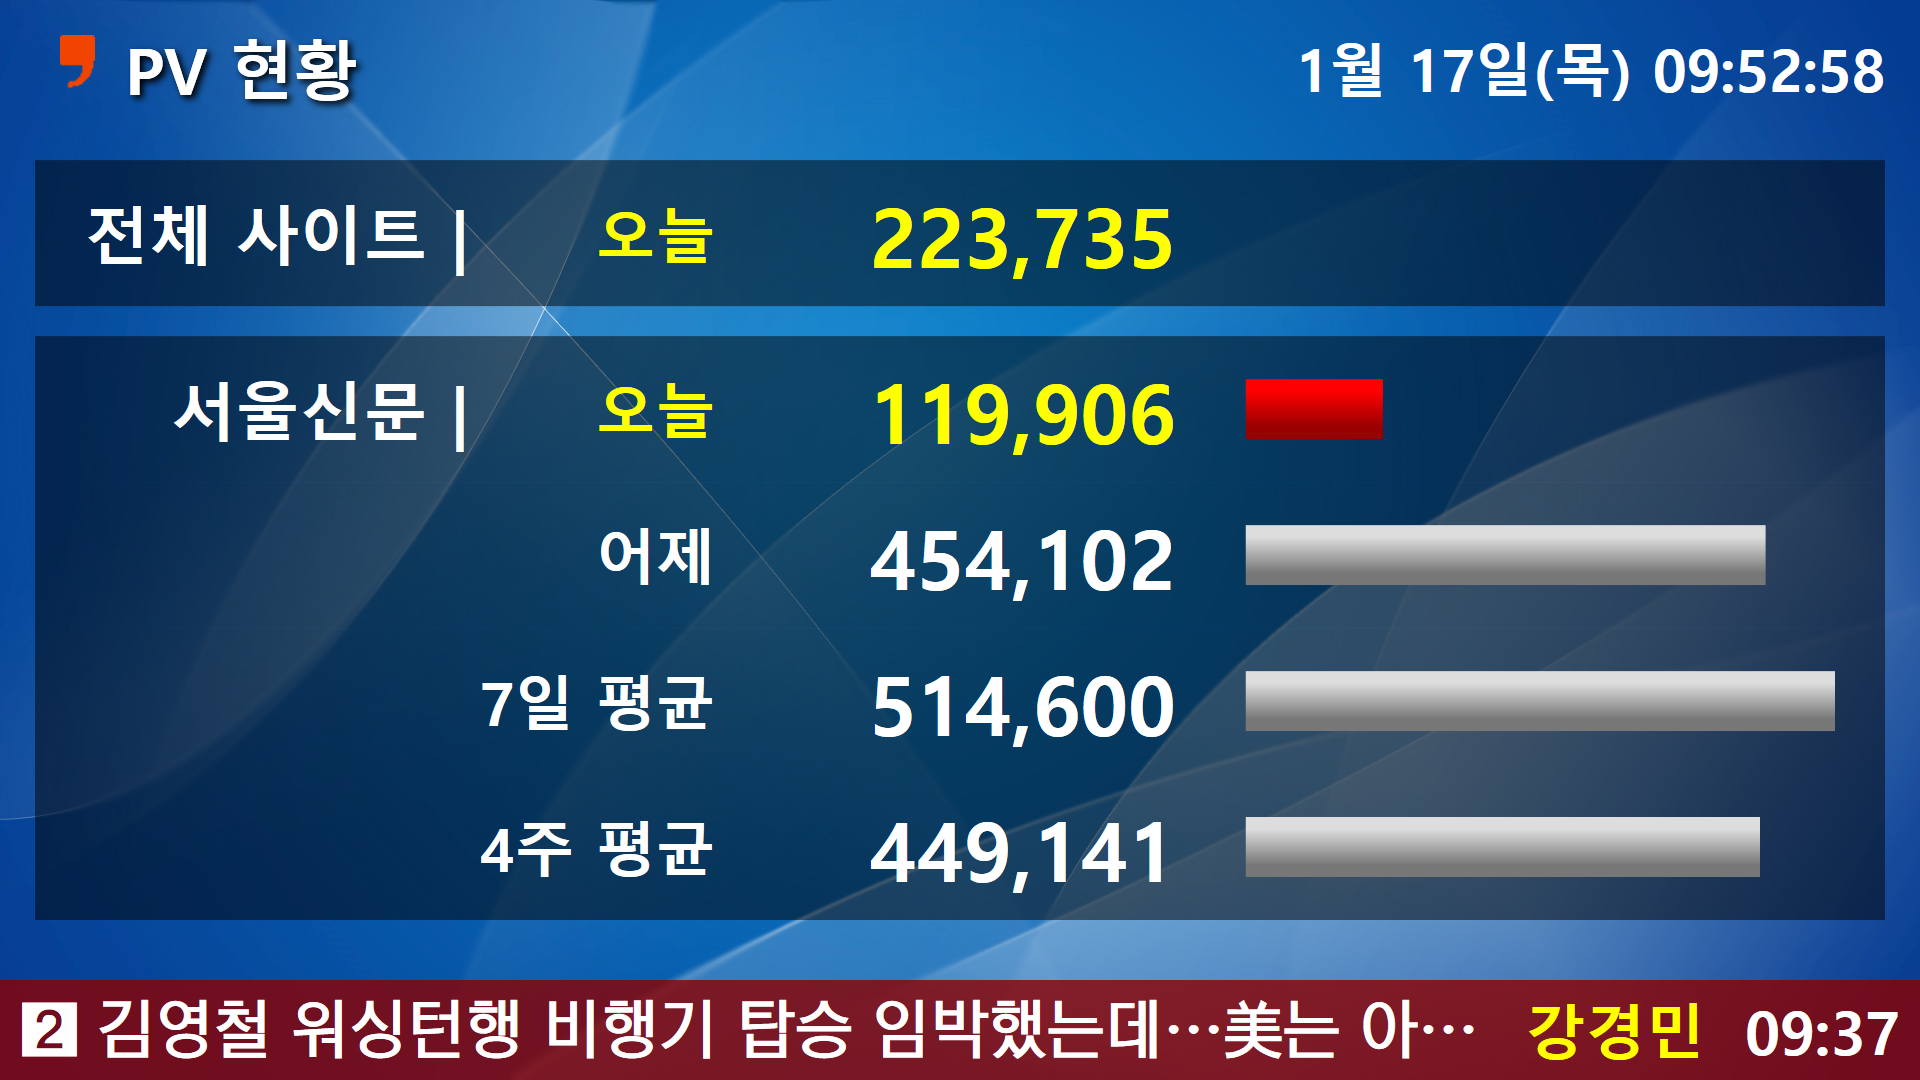 PV 현황
1월 17일(목) 09:52:58
전체 사이트 | 오늘 223,735
서울신문 | 오늘 119,906
어제 454,102
7일 평균 514,600
4주 평균 449,141
2 김영철 워싱턴행 비행기 탑승 임박했는데…美는 아… 강경민 09:37